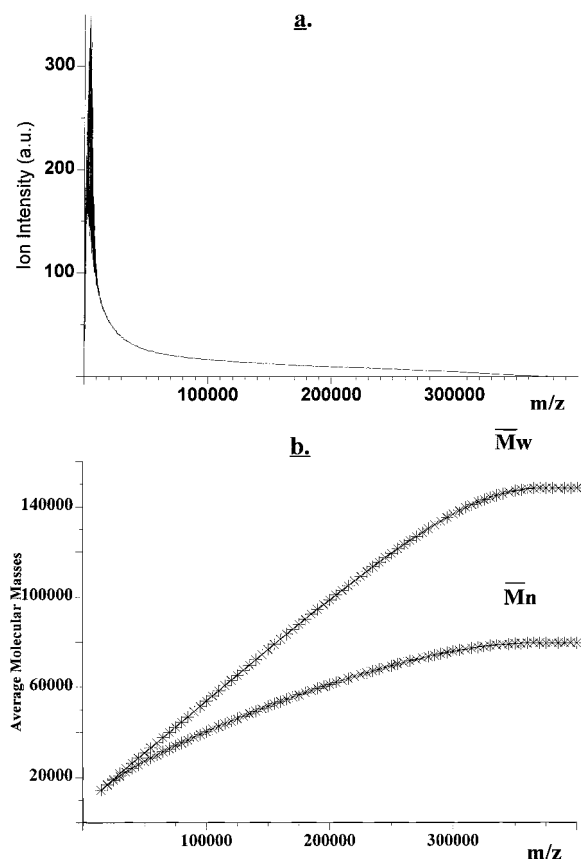 a.
Ion Intensity (a.u.)
300
200
100
100000 200000 300000 m/z
b.
Mw
Mn
Average Molecular Masses
140000
100000
60000
20000
100000 200000 300000 m/z